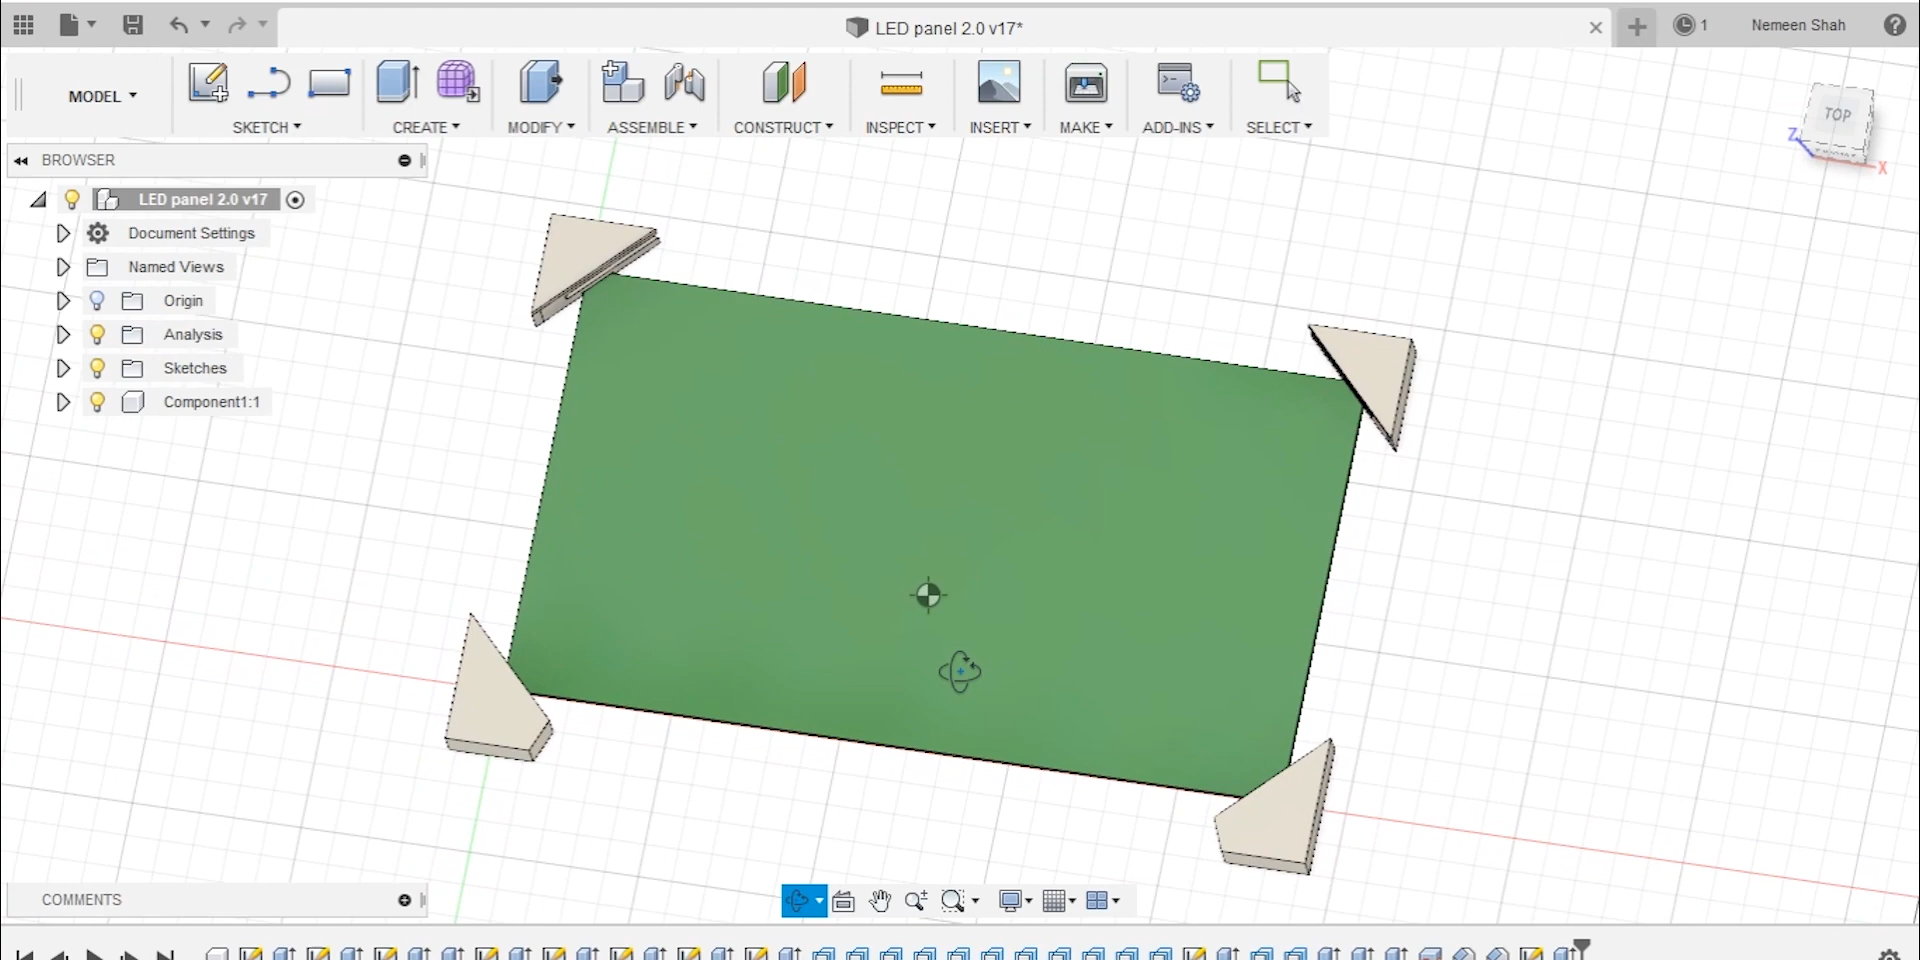 LED panel 2.0 v17*
1
Nemeen Shah
MODEL
SKETCH
CREATE
MODIFY
ASSEMBLE
CONSTRUCT
INSPECT
INSERT
MAKE
ADD-INS
SELECT
TOP
Z
X
BROWSER
LED panel 2.0 v17
Document Settings
Named Views
Origin
Analysis
Sketches
Component1:1
COMMENTS